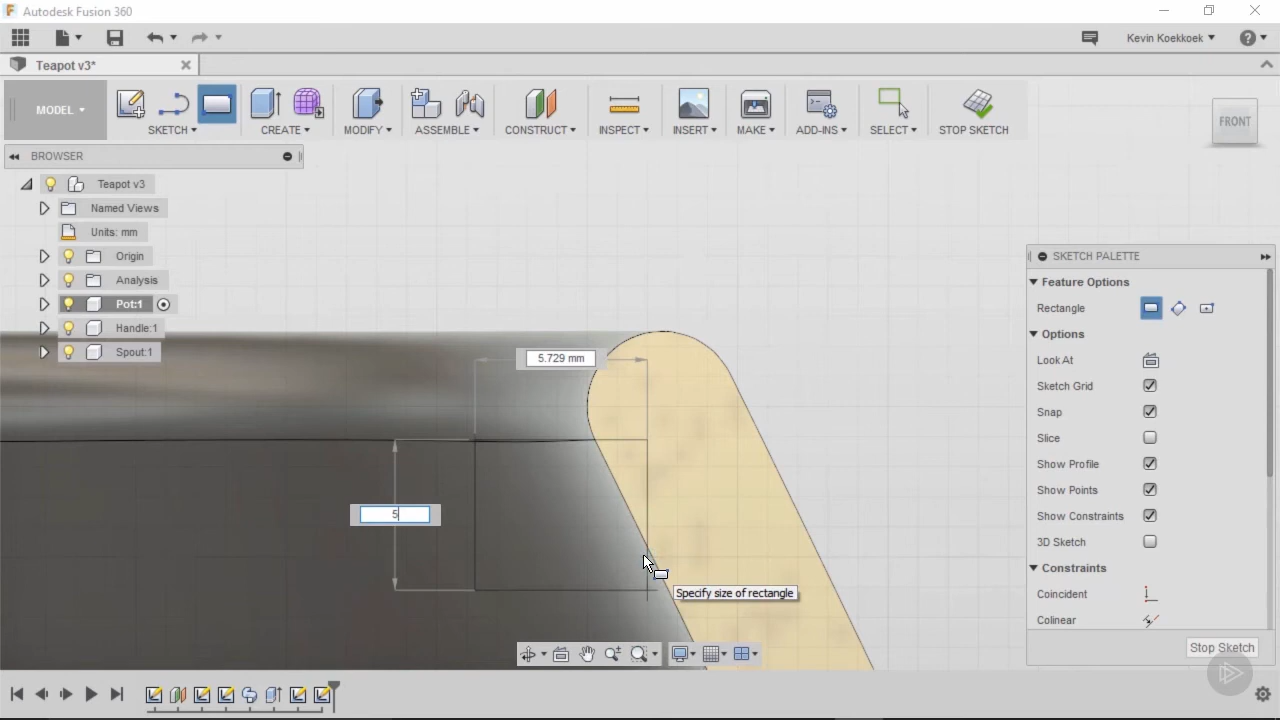 Autodesk Fusion 360
Kevin Koekkoek
Teapot v3*
MODEL
SKETCH
CREATE
MODIFY
ASSEMBLE
CONSTRUCT
INSPECT
INSERT
MAKE
ADD-INS
SELECT
STOP SKETCH
FRONT
BROWSER
Teapot v3
Named Views
Units: mm
Origin
Analysis
Pot:1
Handle:1
Spout:1
5.729 mm
5
Specify size of rectangle
SKETCH PALETTE
Feature Options
Rectangle
Options
Look At
Sketch Grid
Snap
Slice
Show Profile
Show Points
Show Constraints
3D Sketch
Constraints
Coincident
Colinear
Stop Sketch